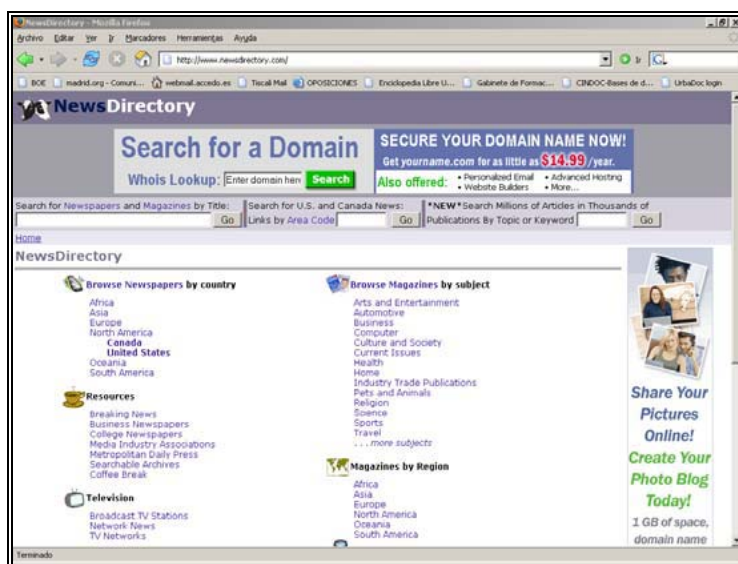 NewsDirectory - Mozilla Firefox
Archivo Editar Ver Ir Marcadores Herramientas Ayuda
http://www.newsdirectory.com/
BOE madrid.org - Comuni... webmail.accedo.es Tiscali Mail OPOSICIONES Enciclopedia Libre U... Gabinete de Formac... CINDOC-Bases de d... UrbaDoc login
NewsDirectory
Search for a Domain
Whois Lookup: Enter domain here Search
SECURE YOUR DOMAIN NAME NOW!
Get yourname.com for as little as $14.99 /year.
Also offered: • Personalized Email • Advanced Hosting
• Website Builders • More...
Search for Newspapers and Magazines by Title: Go
Search for U.S. and Canada News:
Links by Area Code Go
*NEW* Search Millions of Articles in Thousands of
Publications By Topic or Keyword Go
Home
NewsDirectory
Browse Newspapers by country
Africa
Asia
Europe
North America
Canada
United States
Oceania
South America
Resources
Breaking News
Business Newspapers
College Newspapers
Media Industry Associations
Metropolitan Daily Press
Searchable Archives
Coffee Break
Television
Broadcast TV Stations
Network News
TV Networks
Browse Magazines by subject
Arts and Entertainment
Automotive
Business
Computer
Culture and Society
Current Issues
Health
Home
Industry Trade Publications
Pets and Animals
Religion
Science
Sports
Travel
. . . more subjects
Magazines by Region
Africa
Asia
Europe
North America
Oceania
South America
Share Your
Pictures
Online!
Create Your
Photo Blog
Today!
1 GB of space,
domain name
Terminado